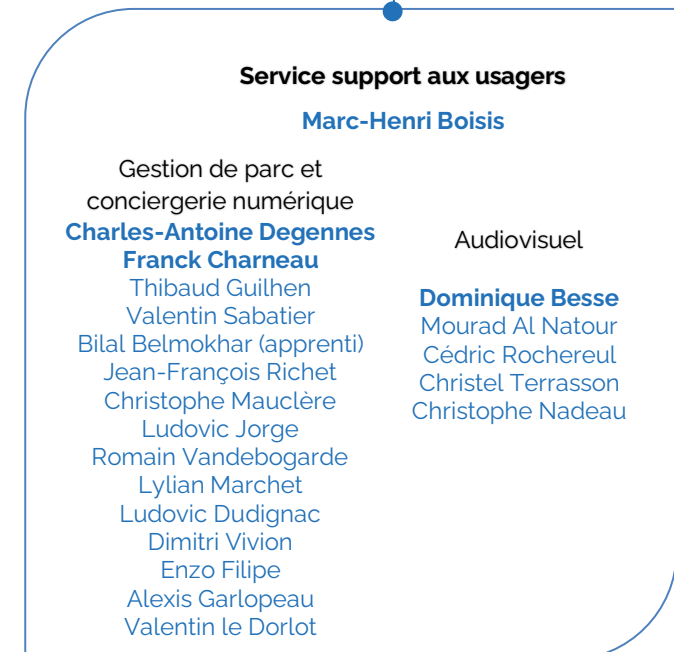 Service support aux usagers
Marc-Henri Boisis
Gestion de parc et
conciergerie numérique
Charles-Antoine Degennes
Franck Charneau
Thibaud Guilhen
Valentin Sabatier
Bilal Belmokhar (apprenti)
Jean-François Richet
Christophe Mauclère
Ludovic Jorge
Romain Vandebogarde
Lylian Marchet
Ludovic Dudignac
Dimitri Vivion
Enzo Filipe
Alexis Garlopeau
Valentin le Dorlot
Audiovisuel
Dominique Besse
Mourad Al Natour
Cédric Rochereul
Christel Terrasson
Christophe Nadeau